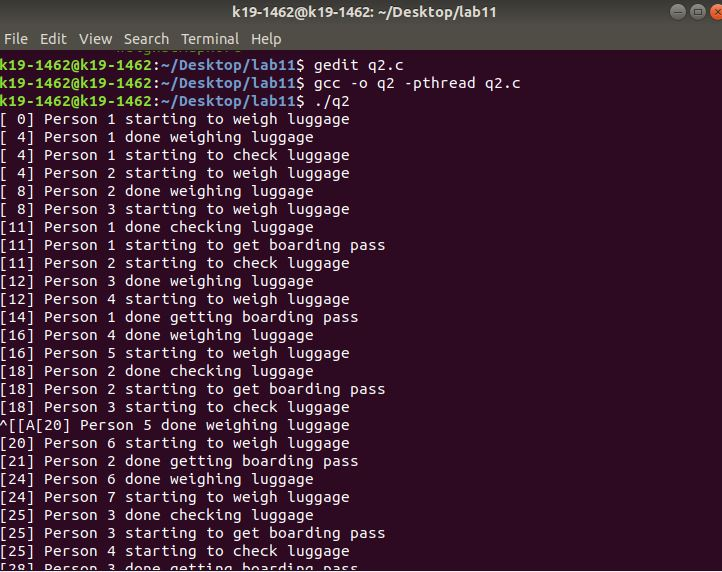 k19-1462@k19-1462: ~/Desktop/lab11
File Edit View Search Terminal Help
k19-1462@k19-1462:~/Desktop/lab11$ gedit q2.c
k19-1462@k19-1462:~/Desktop/lab11$ gcc -o q2 -pthread q2.c
k19-1462@k19-1462:~/Desktop/lab11$ ./q2
[ 0] Person 1 starting to weigh luggage
[ 4] Person 1 done weighing luggage
[ 4] Person 1 starting to check luggage
[ 4] Person 2 starting to weigh luggage
[ 8] Person 2 done weighing luggage
[ 8] Person 3 starting to weigh luggage
[11] Person 1 done checking luggage
[11] Person 1 starting to get boarding pass
[11] Person 2 starting to check luggage
[12] Person 3 done weighing luggage
[12] Person 4 starting to weigh luggage
[14] Person 1 done getting boarding pass
[16] Person 4 done weighing luggage
[16] Person 5 starting to weigh luggage
[18] Person 2 done checking luggage
[18] Person 2 starting to get boarding pass
[18] Person 3 starting to check luggage
^[[A[20] Person 5 done weighing luggage
[20] Person 6 starting to weigh luggage
[21] Person 2 done getting boarding pass
[24] Person 6 done weighing luggage
[24] Person 7 starting to weigh luggage
[25] Person 3 done checking luggage
[25] Person 3 starting to get boarding pass
[25] Person 4 starting to check luggage
[28] Person 3 done getting boarding pass